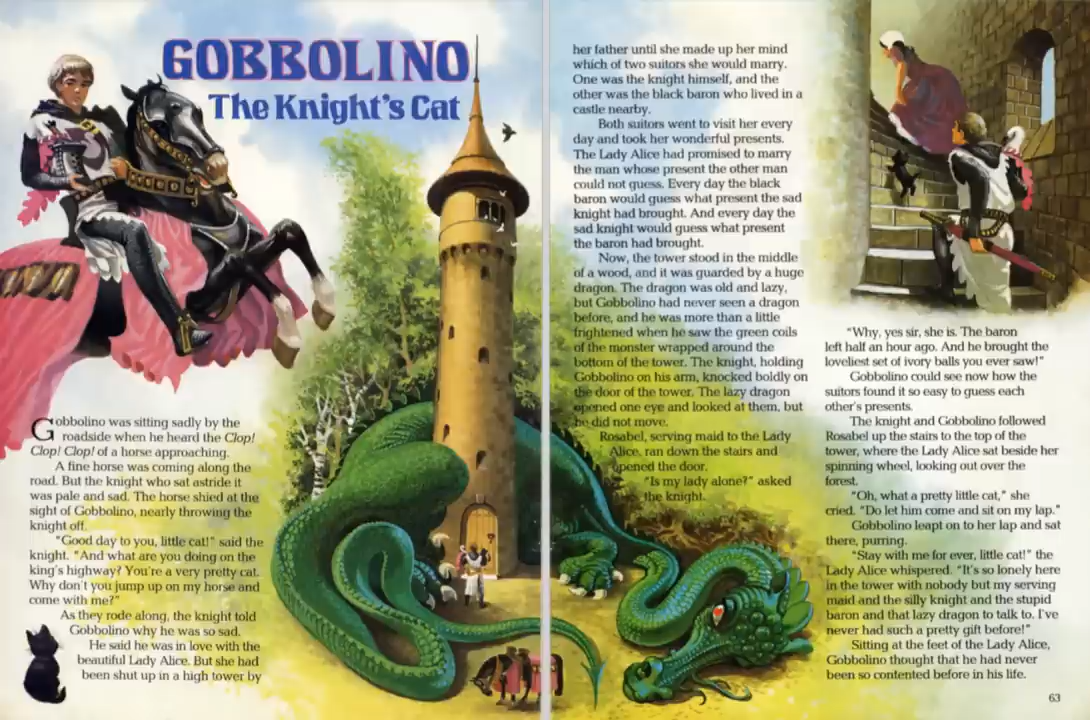 GOBBOLINO
The Knight's Cat
Gobbolino was sitting sadly by the
roadside when he heard the Clop!
Clop! Clop! of a horse approaching.
A fine horse was coming along the
road. But the knight who sat astride it
was pale and sad. The horse shied at the
sight of Gobbolino, nearly throwing the
knight off.
"Good day to you, little cat!" said the
knight. "And what are you doing on the
king's highway? You're a very pretty cat.
Why don't you jump up on my horse and
come with me?"
As they rode along, the knight told
Gobbolino why he was so sad.
He said he was in love with the
beautiful Lady Alice. But she had
been shut up in a high tower by
her father until she made up her mind
which of two suitors she would marry.
One was the knight himself, and the
other was the black baron who lived in a
castle nearby.
Both suitors went to visit her every
day and took her wonderful presents.
The Lady Alice had promised to marry
the man whose present the other man
could not guess. Every day the black
baron would guess what present the sad
knight had brought. And every day the
sad knight would guess what present
the baron had brought.
Now, the tower stood in the middle
of a wood, and it was guarded by a huge
dragon. The dragon was old and lazy,
but Gobbolino had never seen a dragon
before, and he was more than a little
frightened when he saw the green coils
of the monster wrapped around the
bottom of the tower. The knight, holding
Gobbolino on his arm, knocked boldly on
the door of the tower. The lazy dragon
opened one eye and looked at them, but
he did not move.
Rosabel, serving maid to the Lady
Alice, ran down the stairs and
opened the door.
"Is my lady alone?" asked
the knight.
"Why, yes sir, she is. The baron
left half an hour ago. And he brought the
loveliest set of ivory balls you ever saw!"
Gobbolino could see now how the
suitors found it so easy to guess each
other's presents.
The knight and Gobbolino followed
Rosabel up the stairs to the top of the
tower, where the Lady Alice sat beside her
spinning wheel, looking out over the
forest.
"Oh, what a pretty little cat," she
cried. "Do let him come and sit on my lap."
Gobbolino leapt on to her lap and sat
there, purring.
"Stay with me for ever, little cat!" the
Lady Alice whispered. "It's so lonely here
in the tower with nobody but my serving
maid and the silly knight and the stupid
baron and that lazy dragon to talk to. I've
never had such a pretty gift before!"
Sitting at the feet of the Lady Alice,
Gobbolino thought that he had never
been so contented before in his life.
63